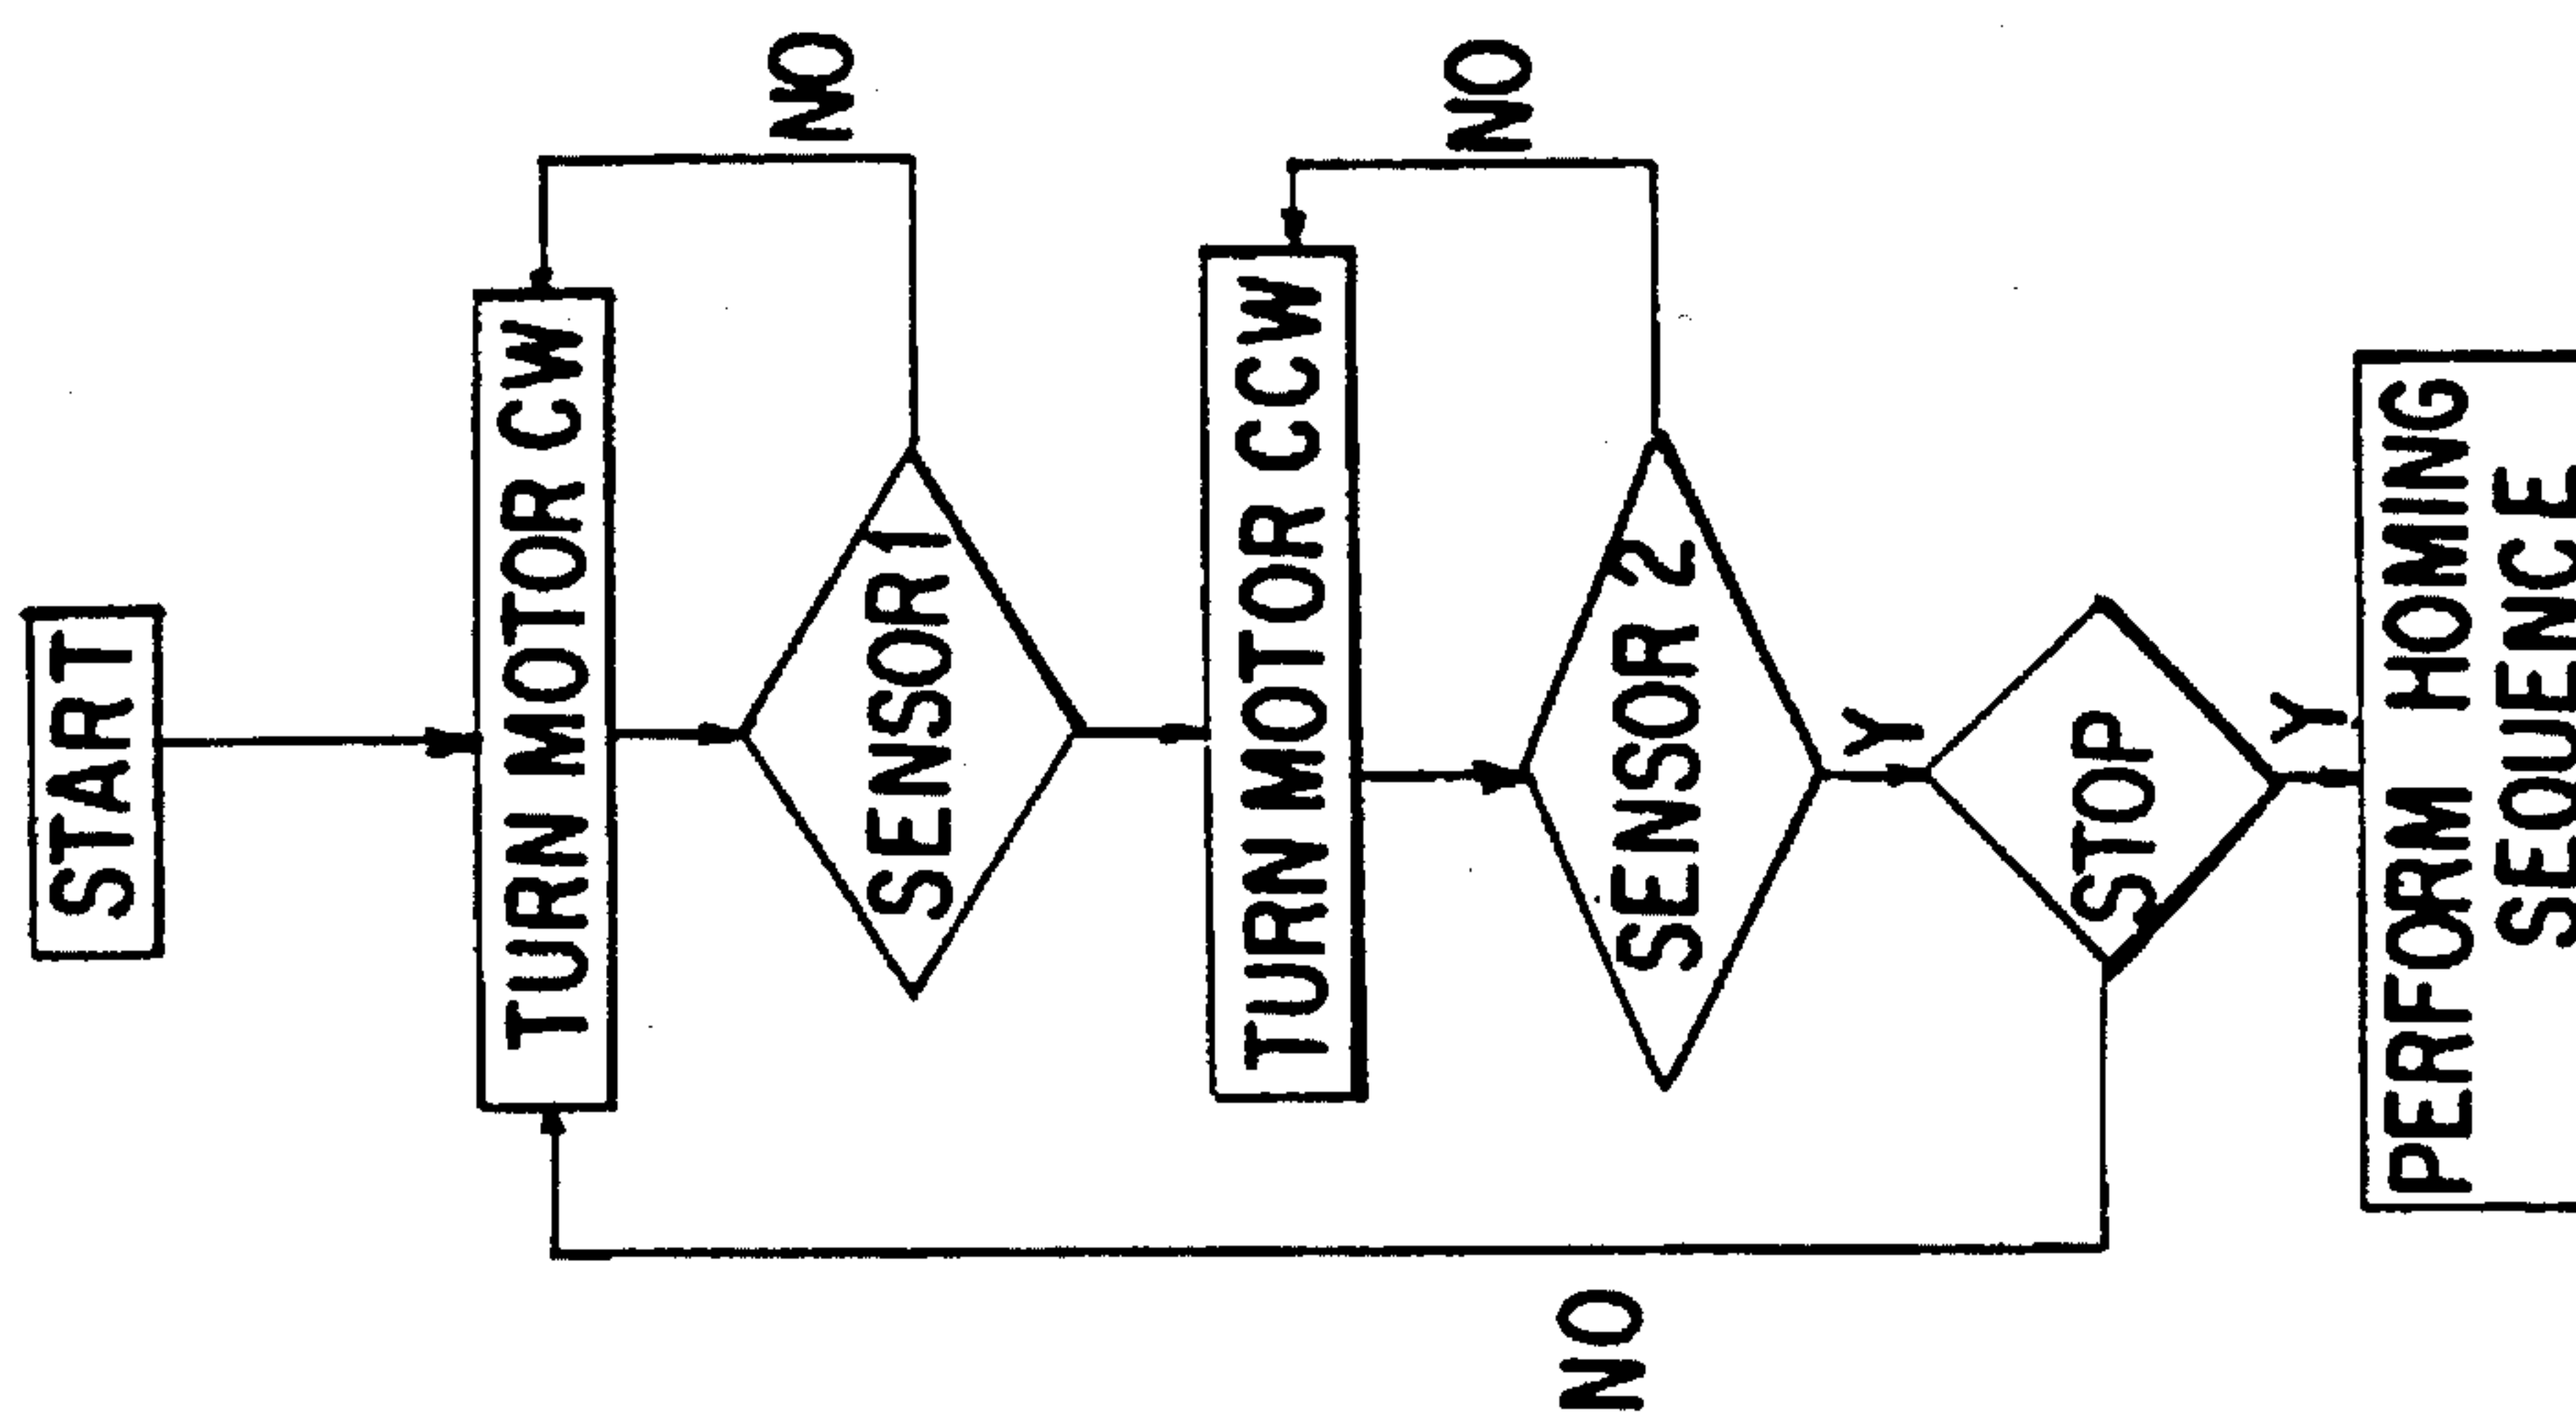 START
TURN MOTOR CW
NO
SENSOR 1
TURN MOTOR CCW
NO
SENSOR 2
Y
STOP
NO
Y
PERFORM HOMING
SEQUENCE